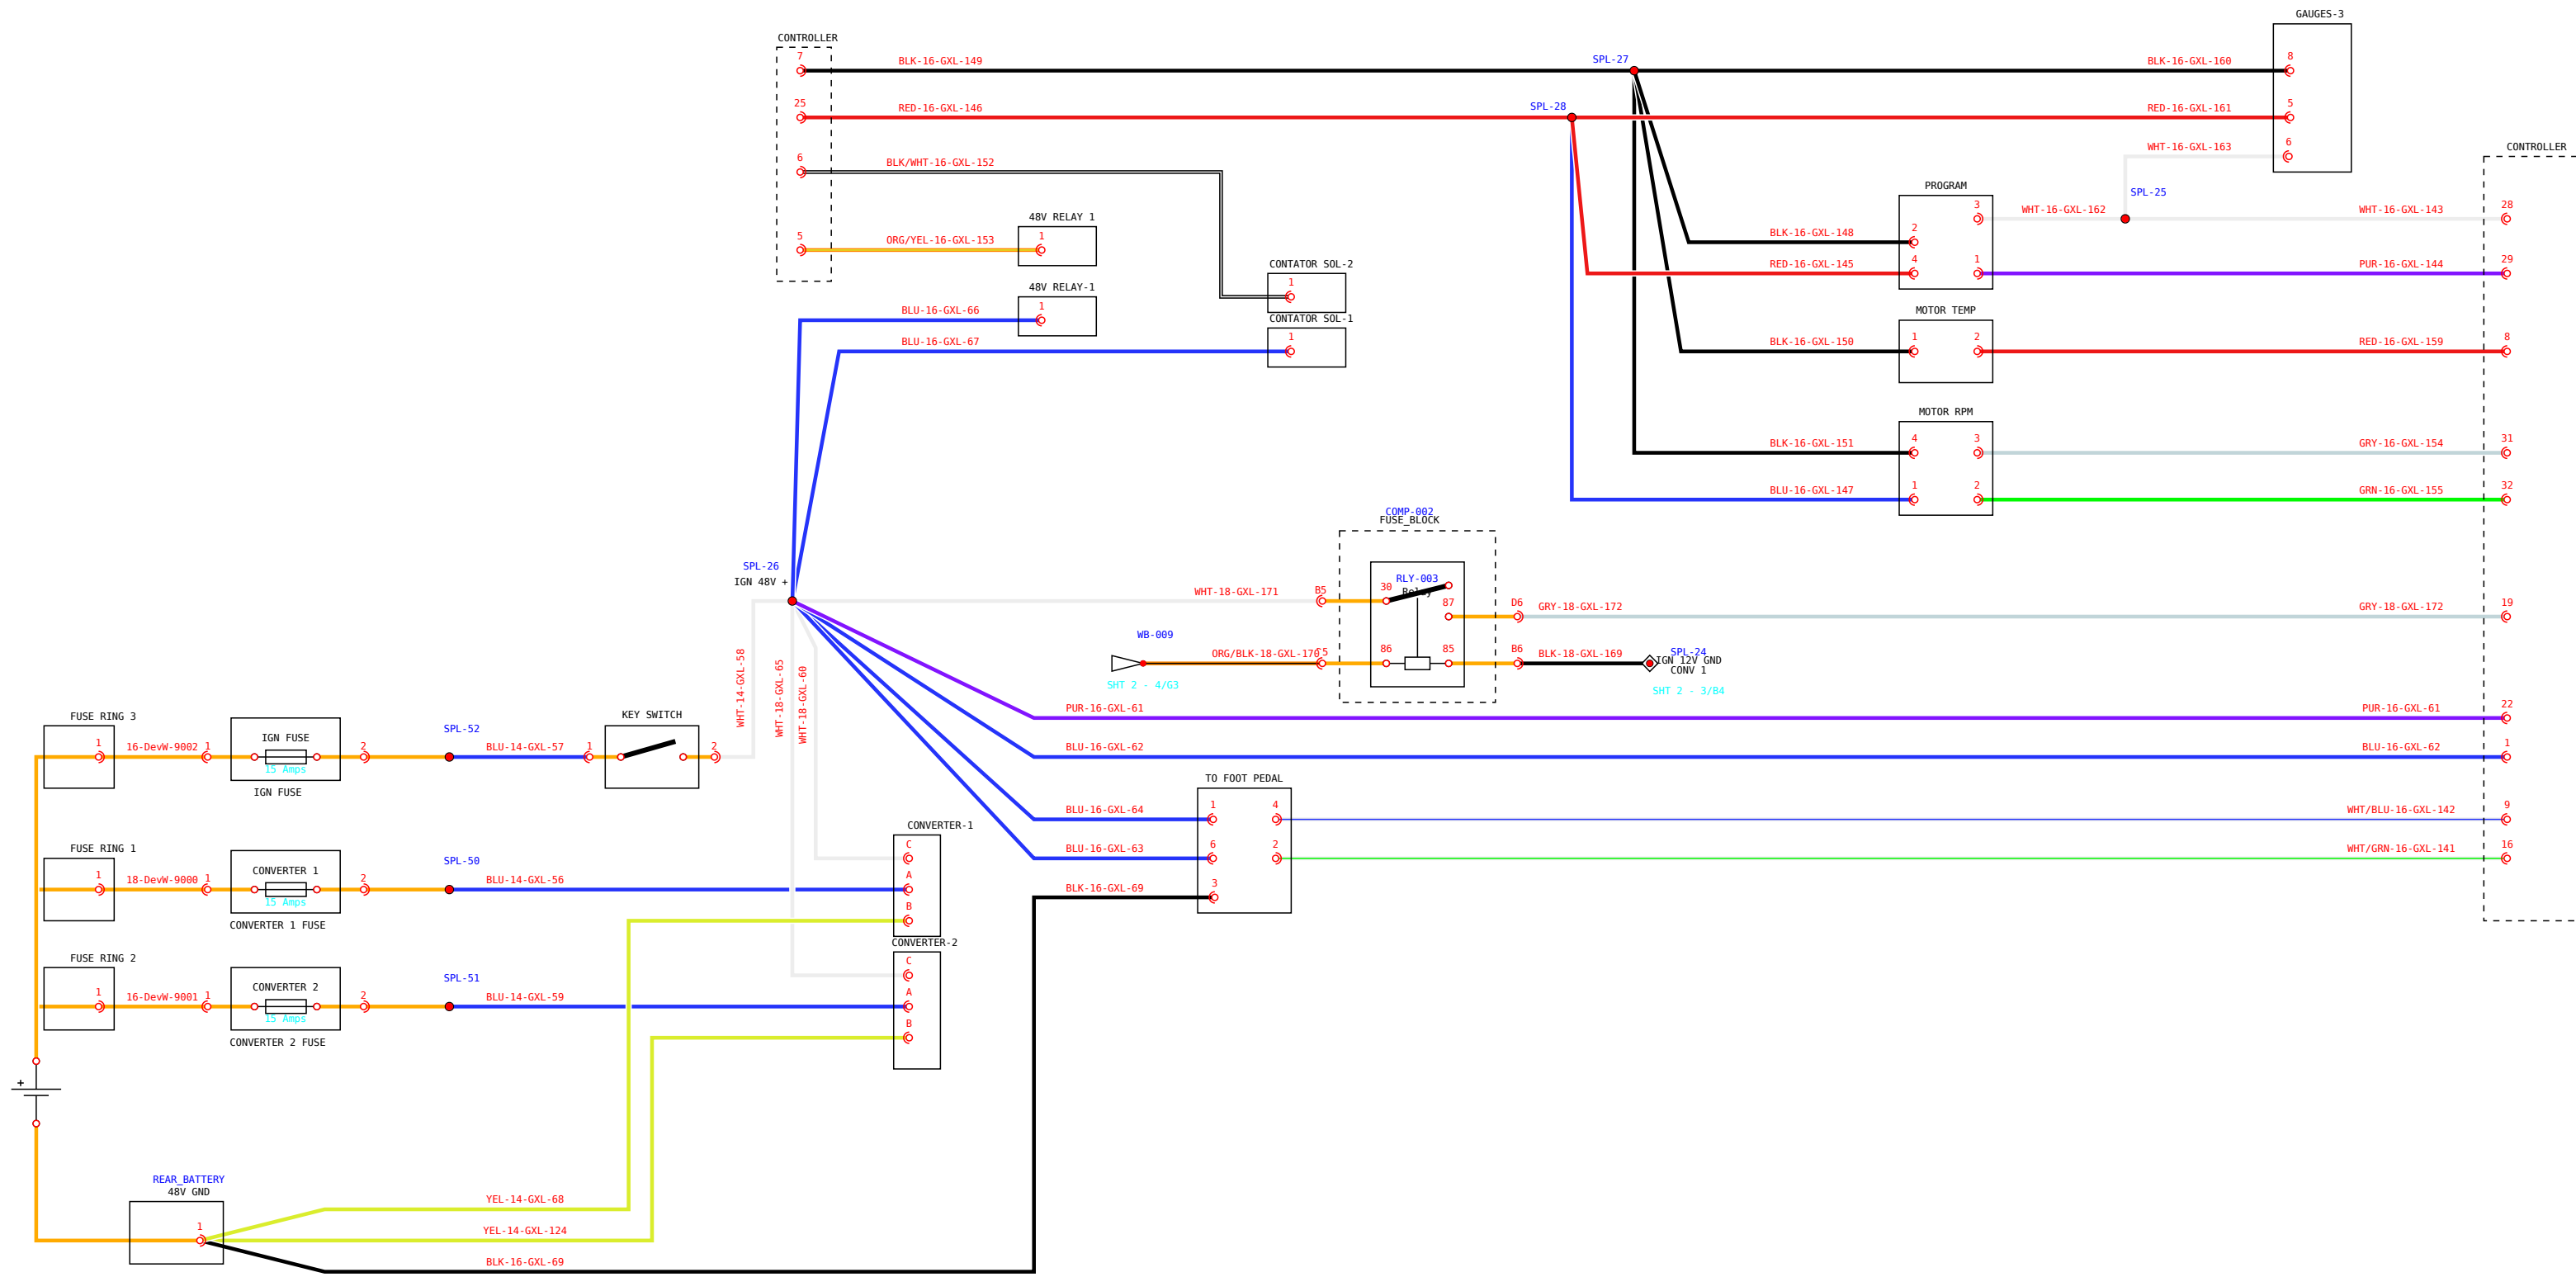 GAUGES-3
CONTROLLER
7
BLK-16-GXL-149
SPL-27
BLK-16-GXL-160
8
25
RED-16-GXL-146
SPL-28
RED-16-GXL-161
5
6
BLK/WHT-16-GXL-152
WHT-16-GXL-163
6
CONTROLLER
PROGRAM
SPL-25
3
WHT-16-GXL-162
WHT-16-GXL-143
28
48V RELAY 1
5
ORG/YEL-16-GXL-153
1
BLK-16-GXL-148
2
CONTATOR SOL-2
1
RED-16-GXL-145
4
1
PUR-16-GXL-144
29
48V RELAY-1
BLU-16-GXL-66
1
CONTATOR SOL-1
BLU-16-GXL-67
1
MOTOR TEMP
BLK-16-GXL-150
1
2
RED-16-GXL-159
8
MOTOR RPM
BLK-16-GXL-151
4
3
GRY-16-GXL-154
31
BLU-16-GXL-147
1
2
GRN-16-GXL-155
32
COMP-002
FUSE_BLOCK
SPL-26
IGN 48V +
WHT-18-GXL-171
B5
30
RLY-003
Relay
87
D6
GRY-18-GXL-172
GRY-18-GXL-172
19
WB-009
ORG/BLK-18-GXL-170
C5
86
85
B6
BLK-18-GXL-169
SPL-24
IGN 12V GND
CONV 1
SHT 2 - 4/G3
SHT 2 - 3/B4
WHT-14-GXL-58
WHT-18-GXL-65
WHT-18-GXL-60
PUR-16-GXL-61
PUR-16-GXL-61
22
FUSE RING 3
1
16-DevW-9002
1
IGN FUSE
15 Amps
IGN FUSE
2
SPL-52
BLU-14-GXL-57
1
KEY SWITCH
2
BLU-16-GXL-62
BLU-16-GXL-62
1
TO FOOT PEDAL
BLU-16-GXL-64
1
4
WHT/BLU-16-GXL-142
9
BLU-16-GXL-63
6
2
WHT/GRN-16-GXL-141
16
BLK-16-GXL-69
3
CONVERTER-1
C
A
B
FUSE RING 1
1
18-DevW-9000
1
CONVERTER 1
15 Amps
CONVERTER 1 FUSE
2
SPL-50
BLU-14-GXL-56
CONVERTER-2
C
A
B
FUSE RING 2
1
16-DevW-9001
1
CONVERTER 2
15 Amps
CONVERTER 2 FUSE
2
SPL-51
BLU-14-GXL-59
+
REAR_BATTERY
48V GND
1
YEL-14-GXL-68
YEL-14-GXL-124
BLK-16-GXL-69